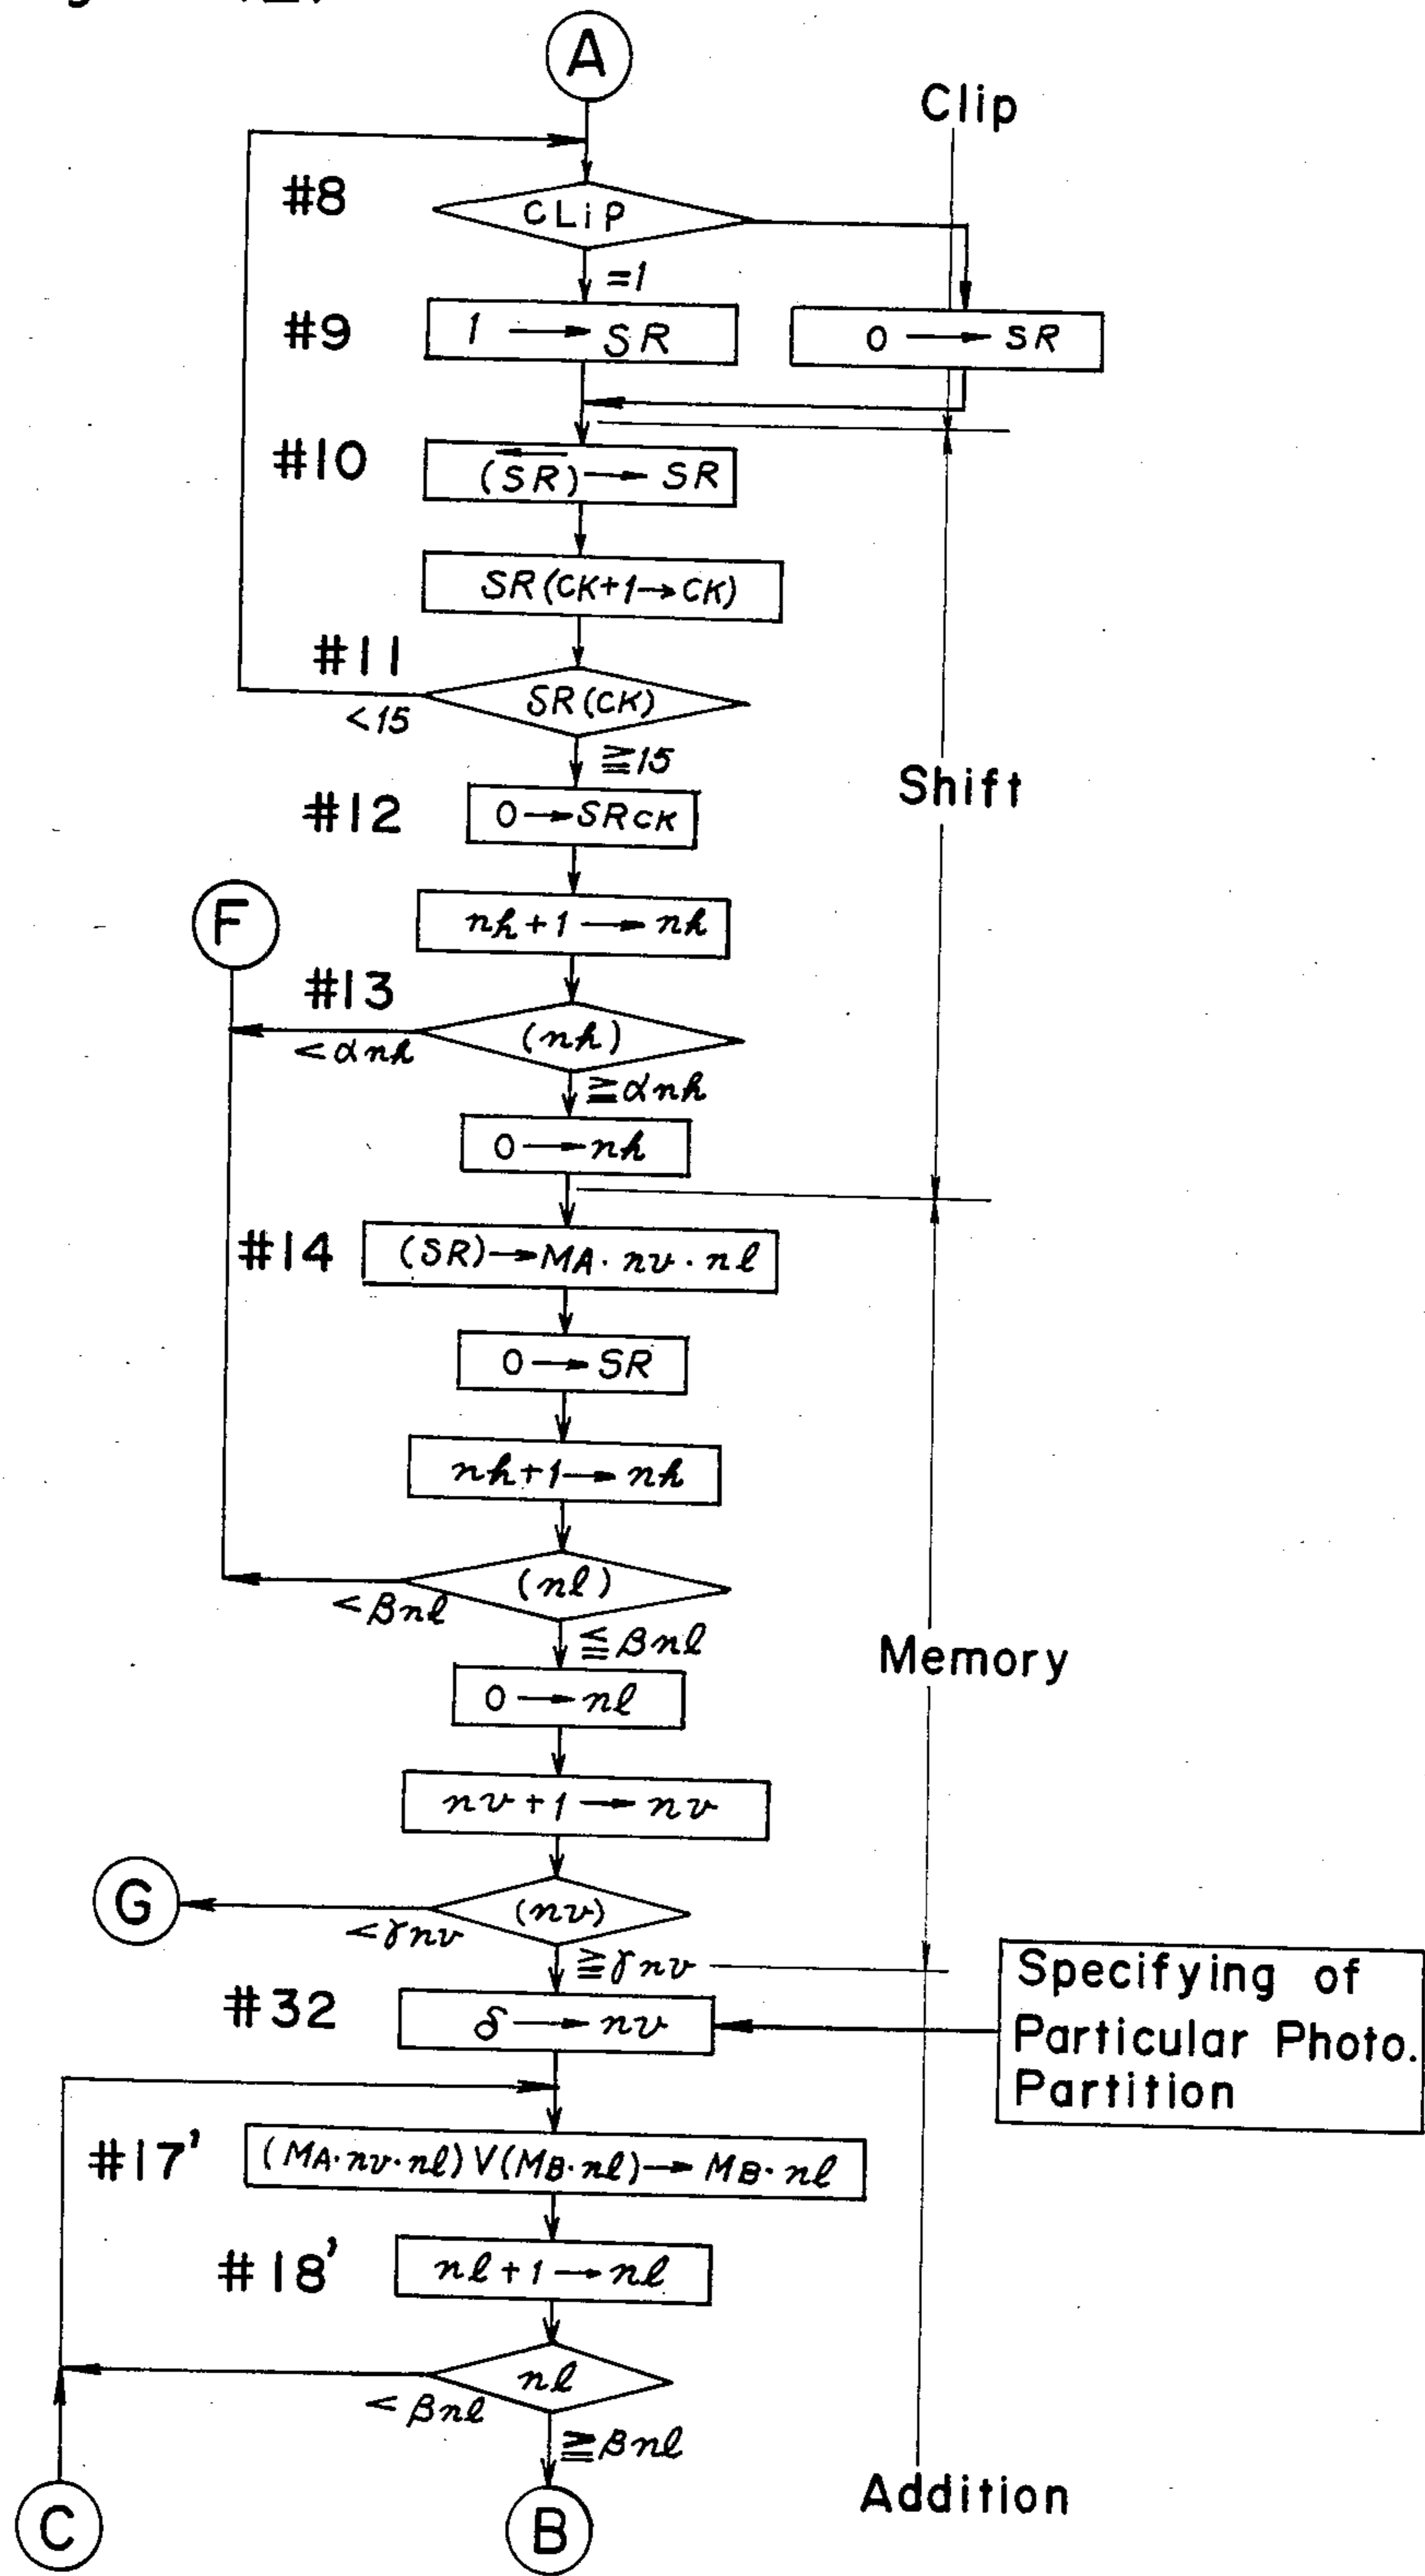 A
Clip
#8
CLiP
=1
#9
1 → SR
0 → SR
#10
(SR) → SR
SR(CK+1→CK)
#11
SR(CK)
<15
≧15
Shift
#12
0→SRCK
F
nh+1 → nh
#13
(nh)
<αnh
≧αnh
0 → nh
#14
(SR)→MA·nv·nl
0 → SR
nh+1 → nh
(nl)
<βnl
≦βnl
Memory
0 → nl
nv+1 → nv
G
(nv)
<γnv
≧γnv
Specifying of
Particular Photo.
Partition
#32
δ → nv
#17'
(MA·nv·nl)V(MB·nl)→ MB·nl
#18'
nl+1→nl
nl
<βnl
≧βnl
Addition
C
B